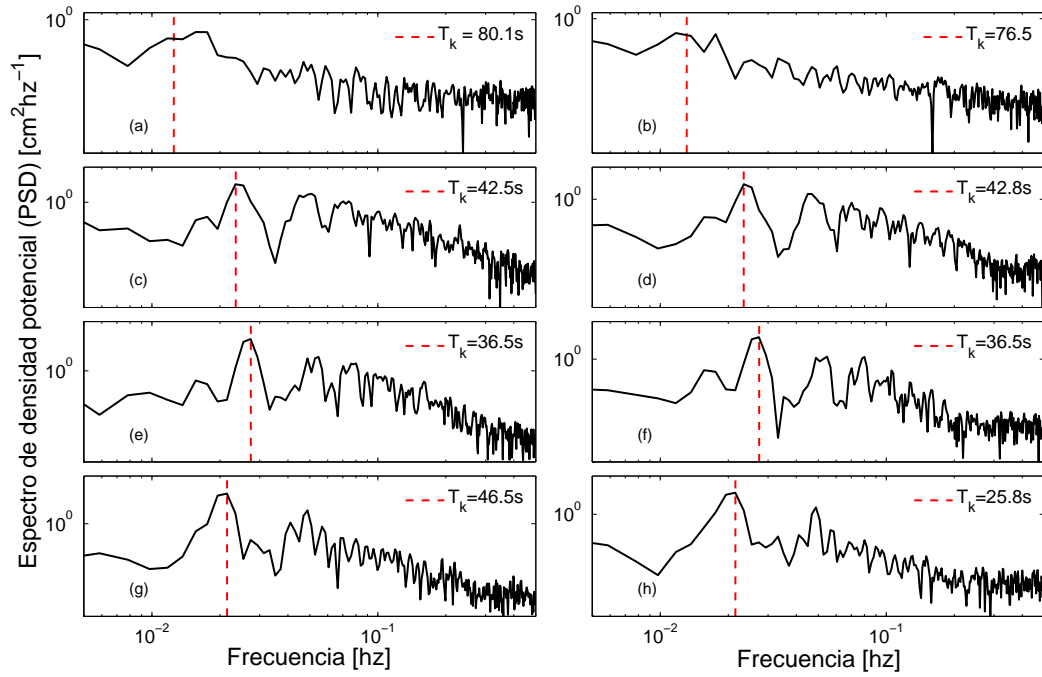 Espectro de densidad potencial (PSD) [cm²hz⁻¹]
10⁰
T_k = 80.1s
(a)
10⁰
T_k=76.5
(b)
10⁰
T_k=42.5s
(c)
10⁰
T_k=42.8s
(d)
10⁰
T_k=36.5s
(e)
10⁰
T_k=36.5s
(f)
10⁰
T_k=46.5s
(g)
10⁰
T_k=25.8s
(h)
10⁻² 10⁻¹
Frecuencia [hz]
10⁻² 10⁻¹
Frecuencia [hz]